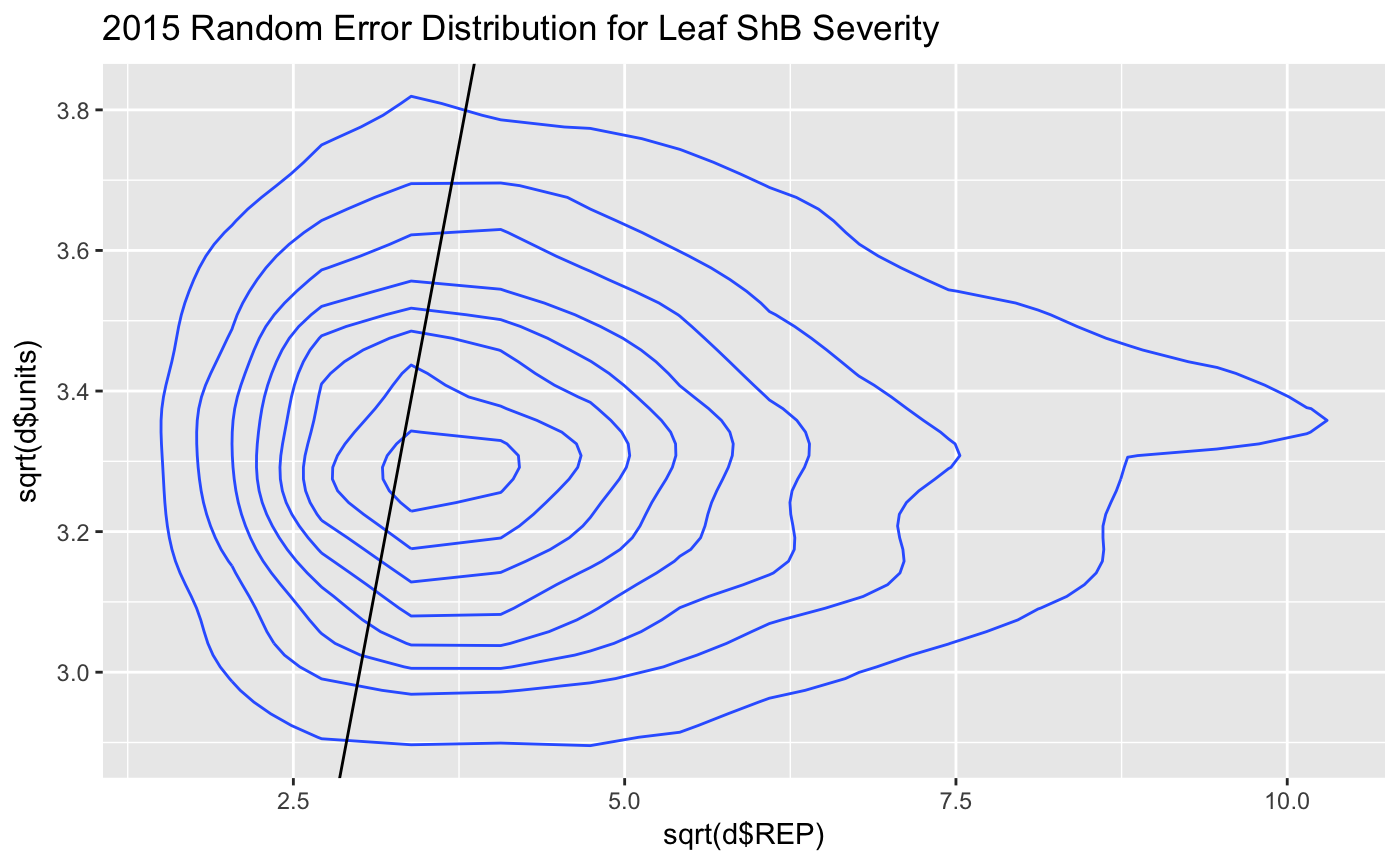 2015 Random Error Distribution for Leaf ShB Severity
3.8
3.6
3.4
3.2
3.0
sqrt(d$units)
2.5 5.0 7.5 10.0
sqrt(d$REP)